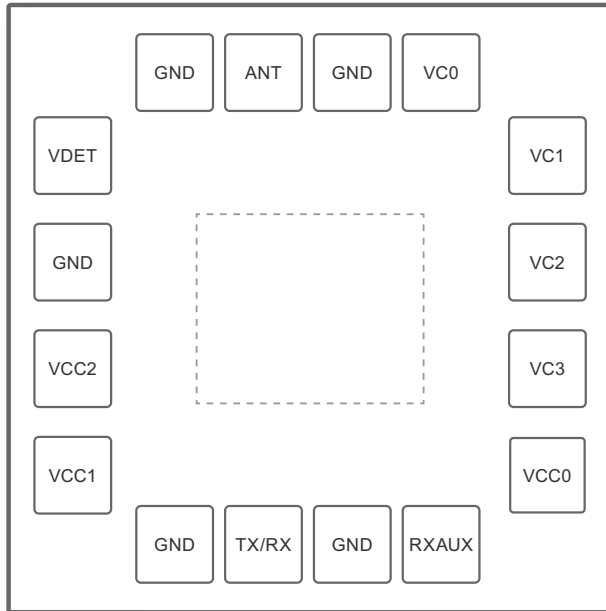 GND ANT GND VC0
VDET VC1
GND VC2
VCC2 VC3
VCC1 VCC0
GND TX/RX GND RXAUX